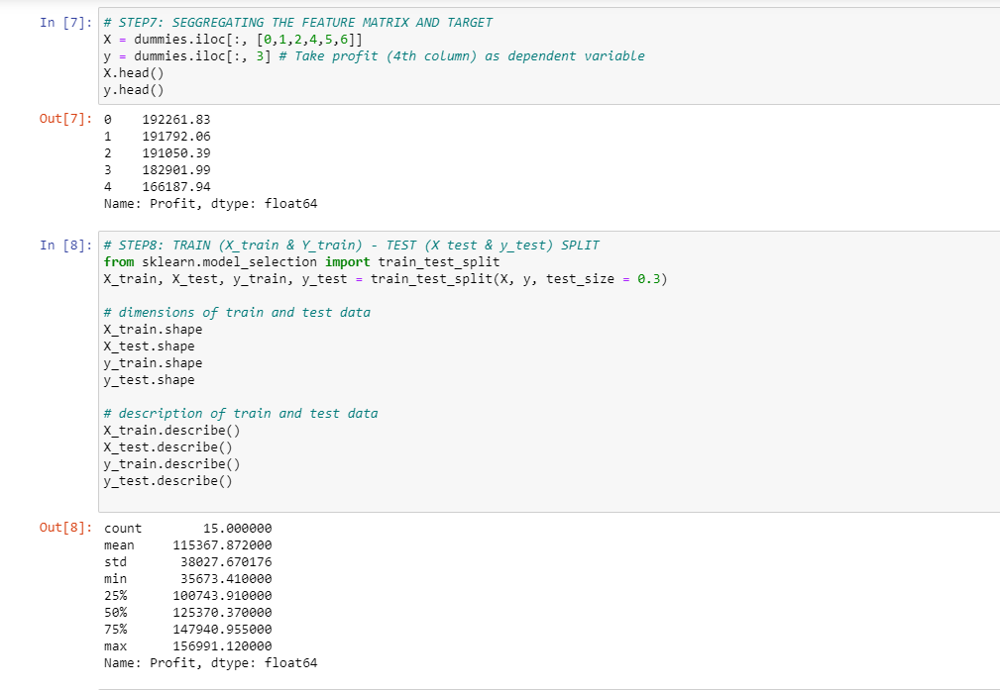 In [7]: # STEP7: SEGGREGATING THE FEATURE MATRIX AND TARGET
X = dummies.iloc[:, [0,1,2,4,5,6]]
y = dummies.iloc[:, 3] # Take profit (4th column) as dependent variable
X.head()
y.head()
Out[7]: 0    192261.83
1    191792.06
2    191050.39
3    182901.99
4    166187.94
Name: Profit, dtype: float64
In [8]: # STEP8: TRAIN (X_train & Y_train) - TEST (X test & y_test) SPLIT
from sklearn.model_selection import train_test_split
X_train, X_test, y_train, y_test = train_test_split(X, y, test_size = 0.3)
# dimensions of train and test data
X_train.shape
X_test.shape
y_train.shape
y_test.shape
# description of train and test data
X_train.describe()
X_test.describe()
y_train.describe()
y_test.describe()
Out[8]: count        15.000000
mean     115367.872000
std       38027.670176
min       35673.410000
25%      100743.910000
50%      125370.370000
75%      147940.955000
max      156991.120000
Name: Profit, dtype: float64